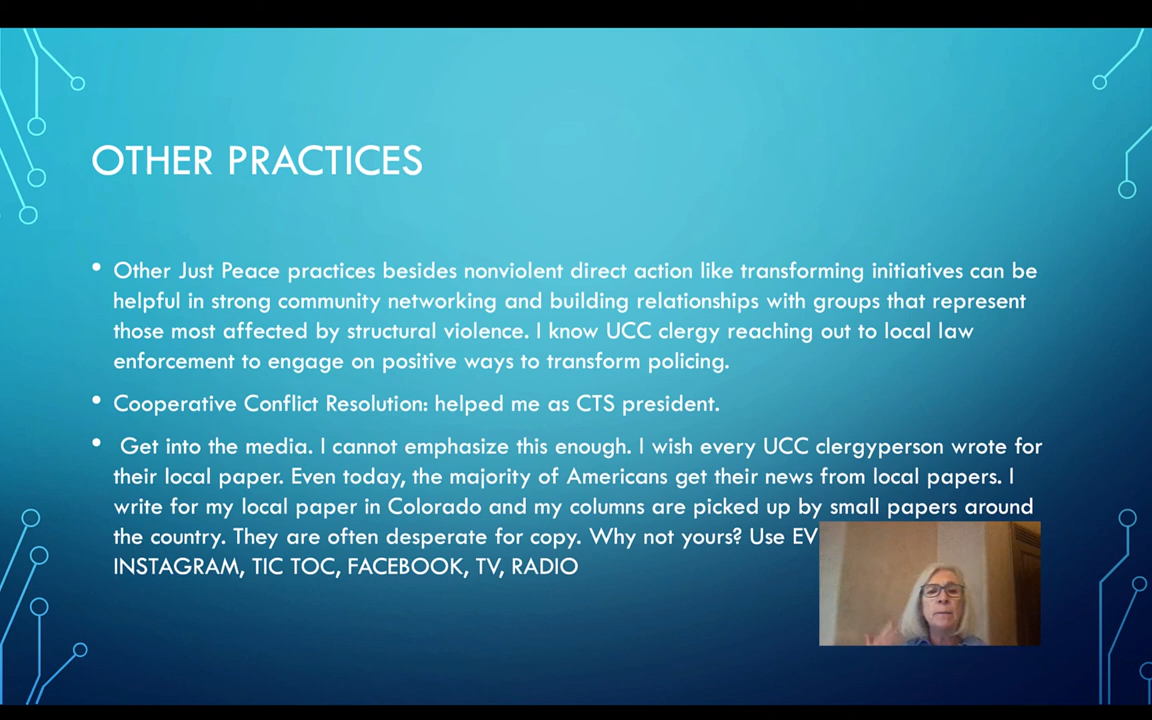 OTHER PRACTICES
• Other Just Peace practices besides nonviolent direct action like transforming initiatives can be
helpful in strong community networking and building relationships with groups that represent
those most affected by structural violence. I know UCC clergy reaching out to local law
enforcement to engage on positive ways to transform policing.
• Cooperative Conflict Resolution: helped me as CTS president.
• Get into the media. I cannot emphasize this enough. I wish every UCC clergyperson wrote for
their local paper. Even today, the majority of Americans get their news from local papers. I
write for my local paper in Colorado and my columns are picked up by small papers around
the country. They are often desperate for copy. Why not yours? Use
INSTAGRAM, TIC TOC, FACEBOOK, TV, RADIO